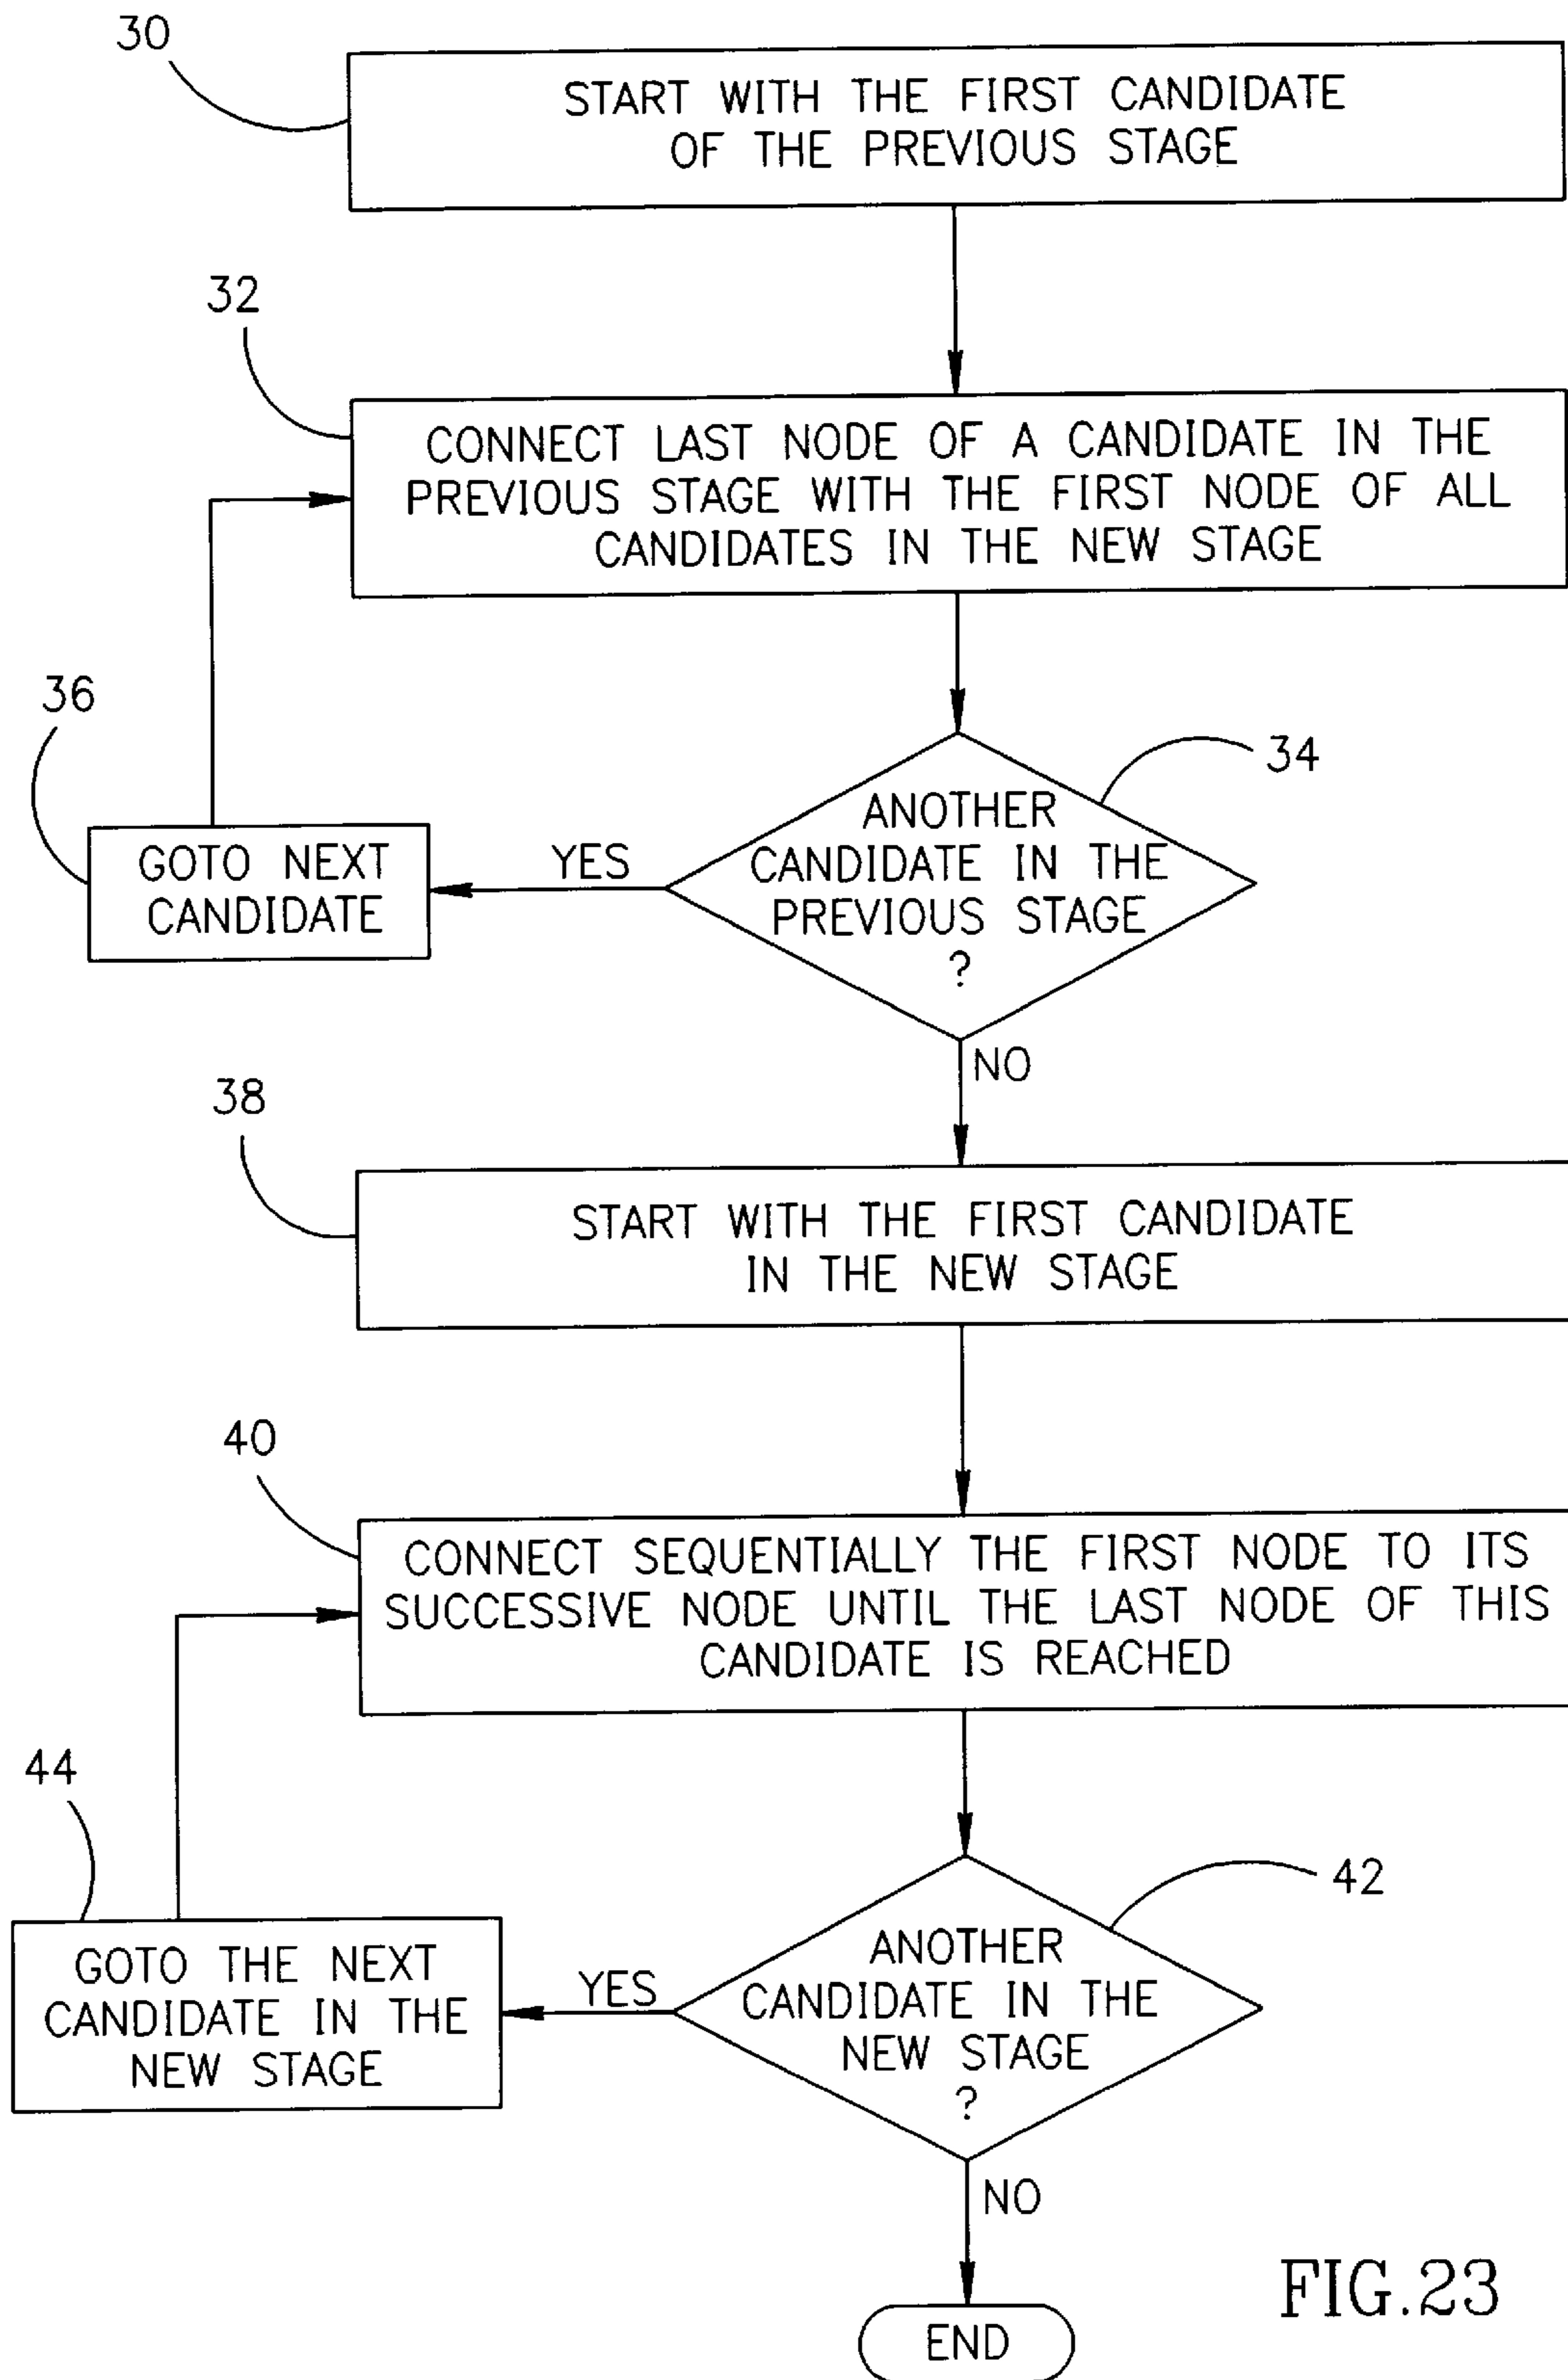 30
START WITH THE FIRST CANDIDATE
OF THE PREVIOUS STAGE
32
CONNECT LAST NODE OF A CANDIDATE IN THE
PREVIOUS STAGE WITH THE FIRST NODE OF ALL
CANDIDATES IN THE NEW STAGE
36
34
ANOTHER
CANDIDATE IN THE
PREVIOUS STAGE
?
YES
GOTO NEXT
CANDIDATE
NO
38
START WITH THE FIRST CANDIDATE
IN THE NEW STAGE
40
CONNECT SEQUENTIALLY THE FIRST NODE TO ITS
SUCCESSIVE NODE UNTIL THE LAST NODE OF THIS
CANDIDATE IS REACHED
44
42
ANOTHER
CANDIDATE IN THE
NEW STAGE
?
YES
GOTO THE NEXT
CANDIDATE IN THE
NEW STAGE
NO
END
FIG.23